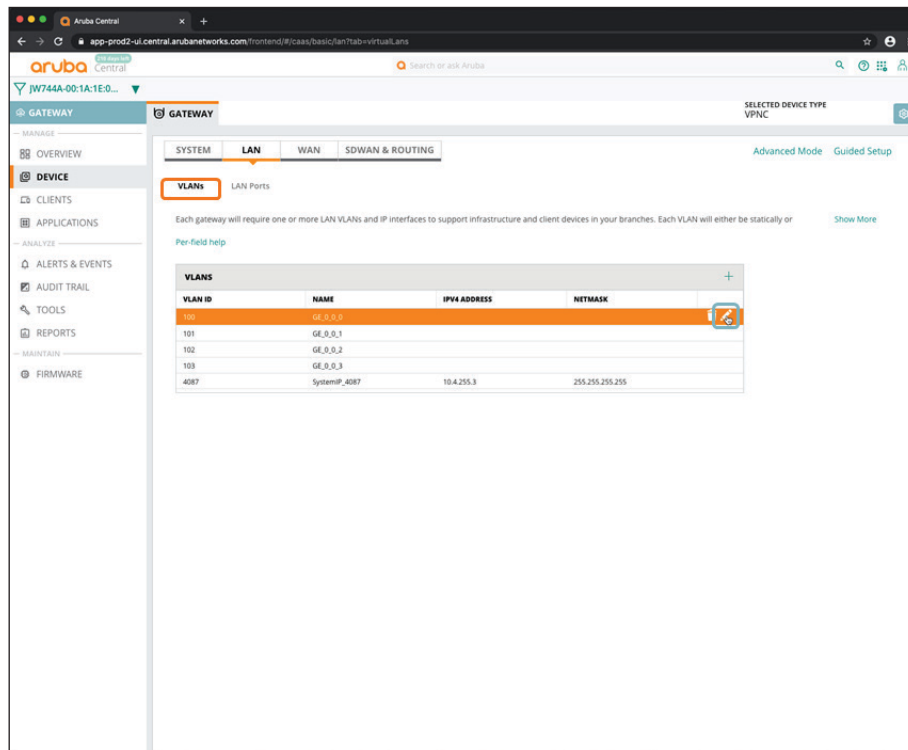 Aruba Central
app-prod2-ui.central.arubanetworks.com/frontend/#/caas/basic/lan?tab=virtualLans
aruba Central
days left
Search or ask Aruba
JW744A-00:1A:1E:0...
GATEWAY
MANAGE
OVERVIEW
DEVICE
CLIENTS
APPLICATIONS
ANALYZE
ALERTS & EVENTS
AUDIT TRAIL
TOOLS
REPORTS
MAINTAIN
FIRMWARE
GATEWAY
SELECTED DEVICE TYPE
VPNC
SYSTEM LAN WAN SDWAN & ROUTING
Advanced Mode Guided Setup
VLANs LAN Ports
Each gateway will require one or more LAN VLANs and IP interfaces to support infrastructure and client devices in your branches. Each VLAN will either be statically or Show More
Per-field help
VLANS +
VLAN ID NAME IPV4 ADDRESS NETMASK
100 GE_0_0_0
101 GE_0_0_1
102 GE_0_0_2
103 GE_0_0_3
4087 SystemIP_4087 10.4.255.3 255.255.255.255